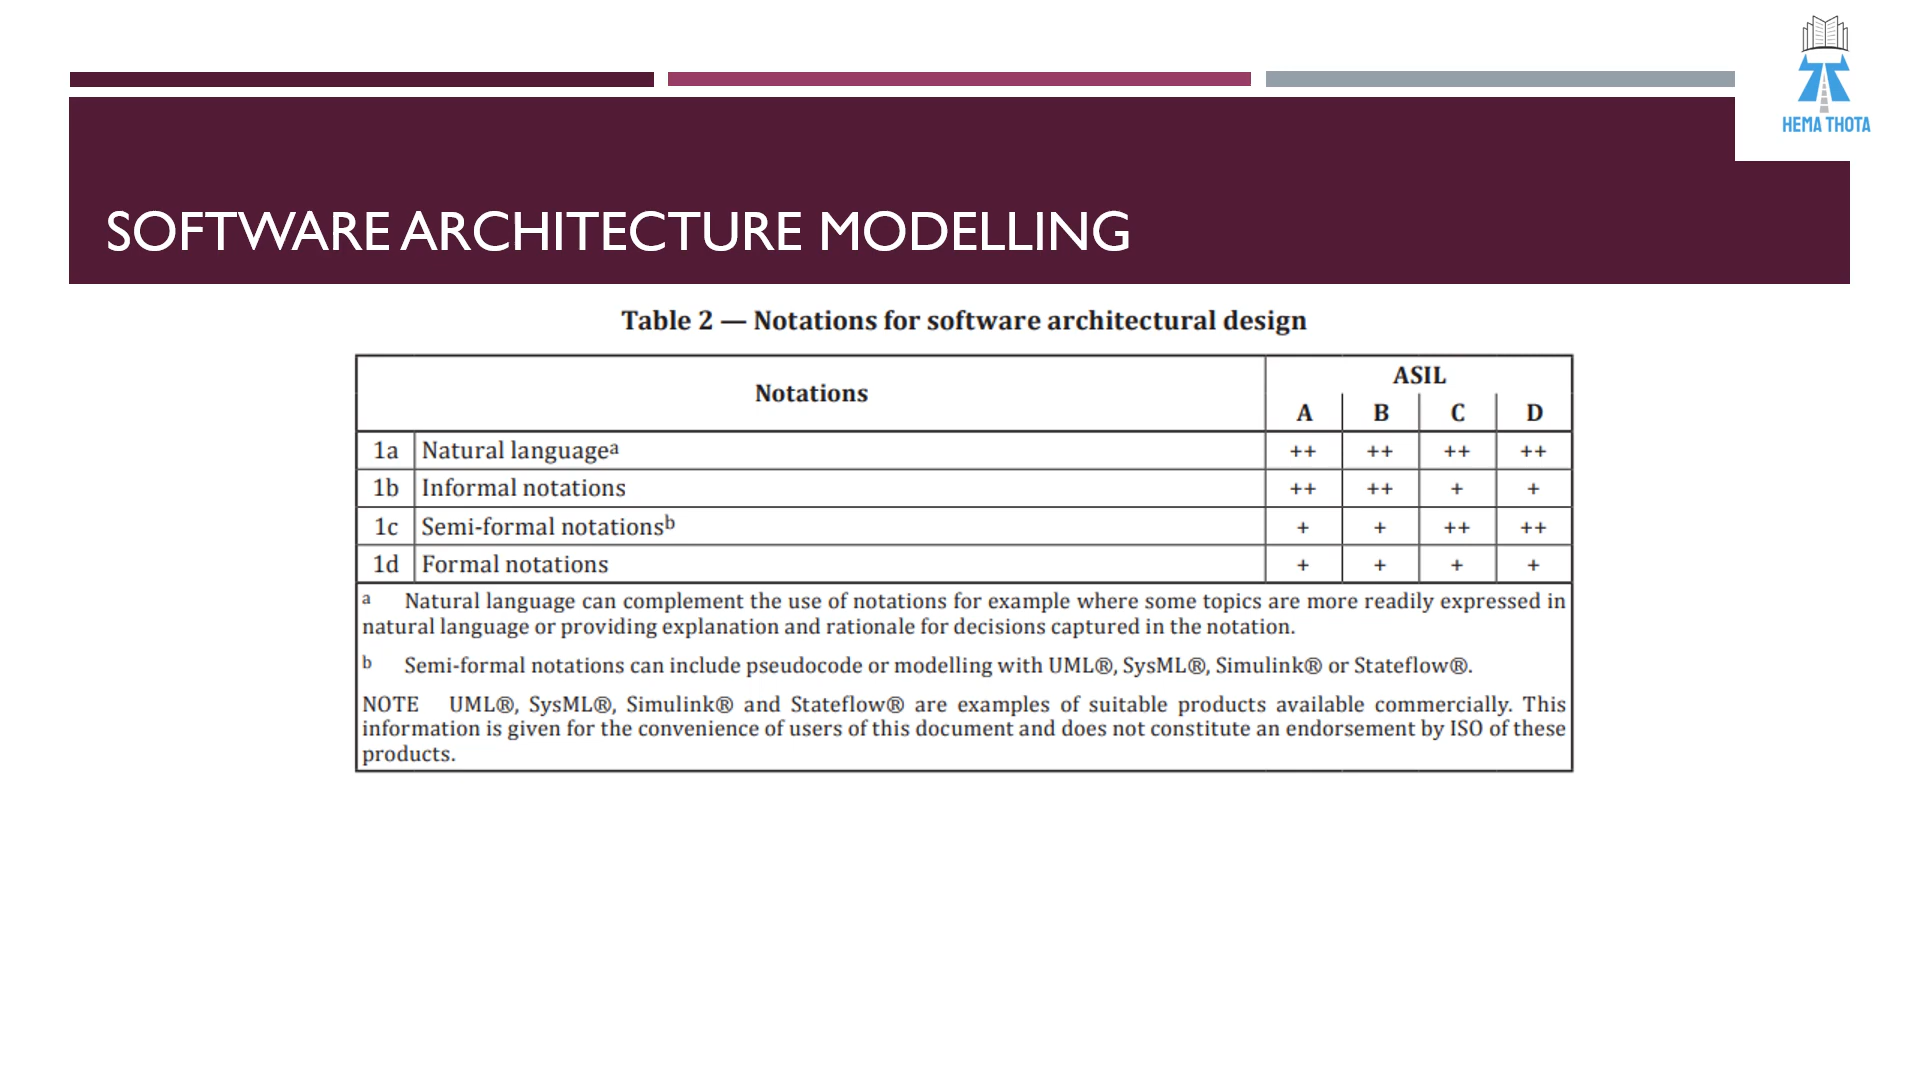 HEMA THOTA
SOFTWARE ARCHITECTURE MODELLING
Table 2 — Notations for software architectural design
Notations ASIL
A B C D
1a Natural languagea ++ ++ ++ ++
1b Informal notations ++ ++ + +
1c Semi-formal notationsb + + ++ ++
1d Formal notations + + + +
a Natural language can complement the use of notations for example where some topics are more readily expressed in
natural language or providing explanation and rationale for decisions captured in the notation.
b Semi-formal notations can include pseudocode or modelling with UML®, SysML®, Simulink® or Stateflow®.
NOTE UML®, SysML®, Simulink® and Stateflow® are examples of suitable products available commercially. This
information is given for the convenience of users of this document and does not constitute an endorsement by ISO of these
products.